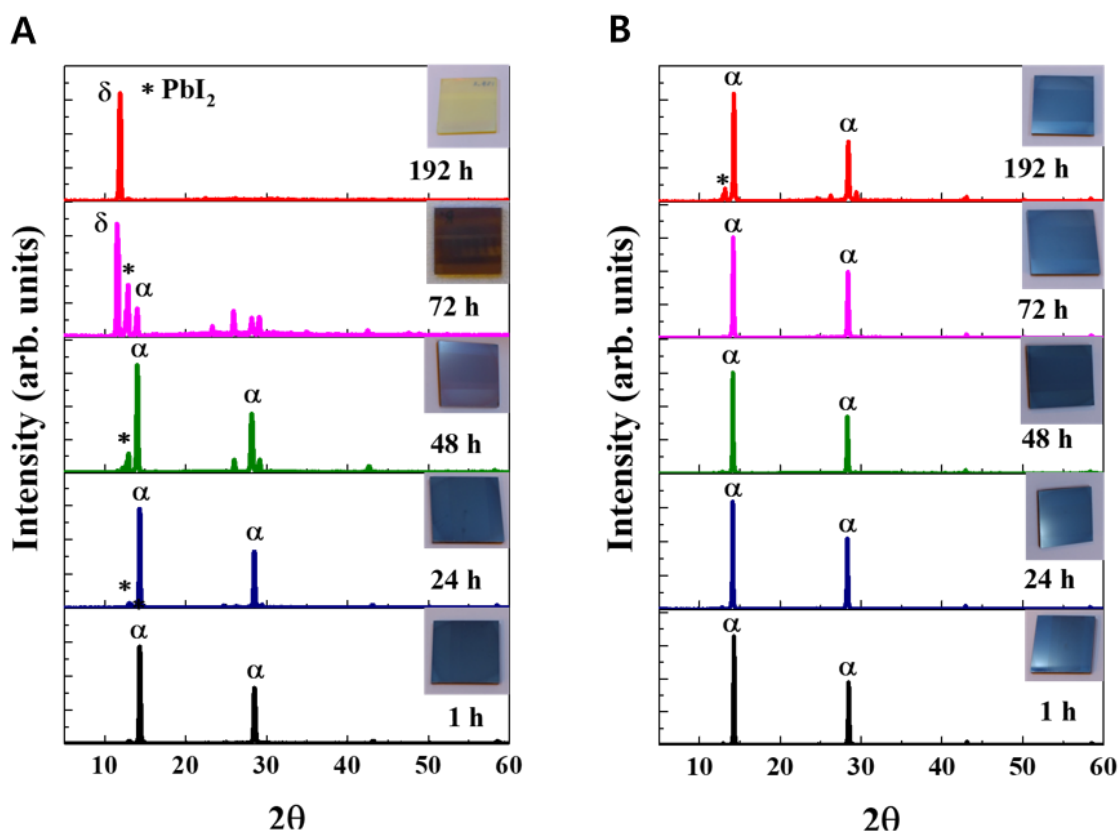 A
B
Intensity (arb. units)
δ
* PbI₂
192 h
δ
*
α
72 h
α
*
α
48 h
α
*
α
24 h
α
α
1 h
10 20 30 40 50 60
2θ
Intensity (arb. units)
α
*
α
192 h
α
α
72 h
α
α
48 h
α
α
24 h
α
α
1 h
10 20 30 40 50 60
2θ